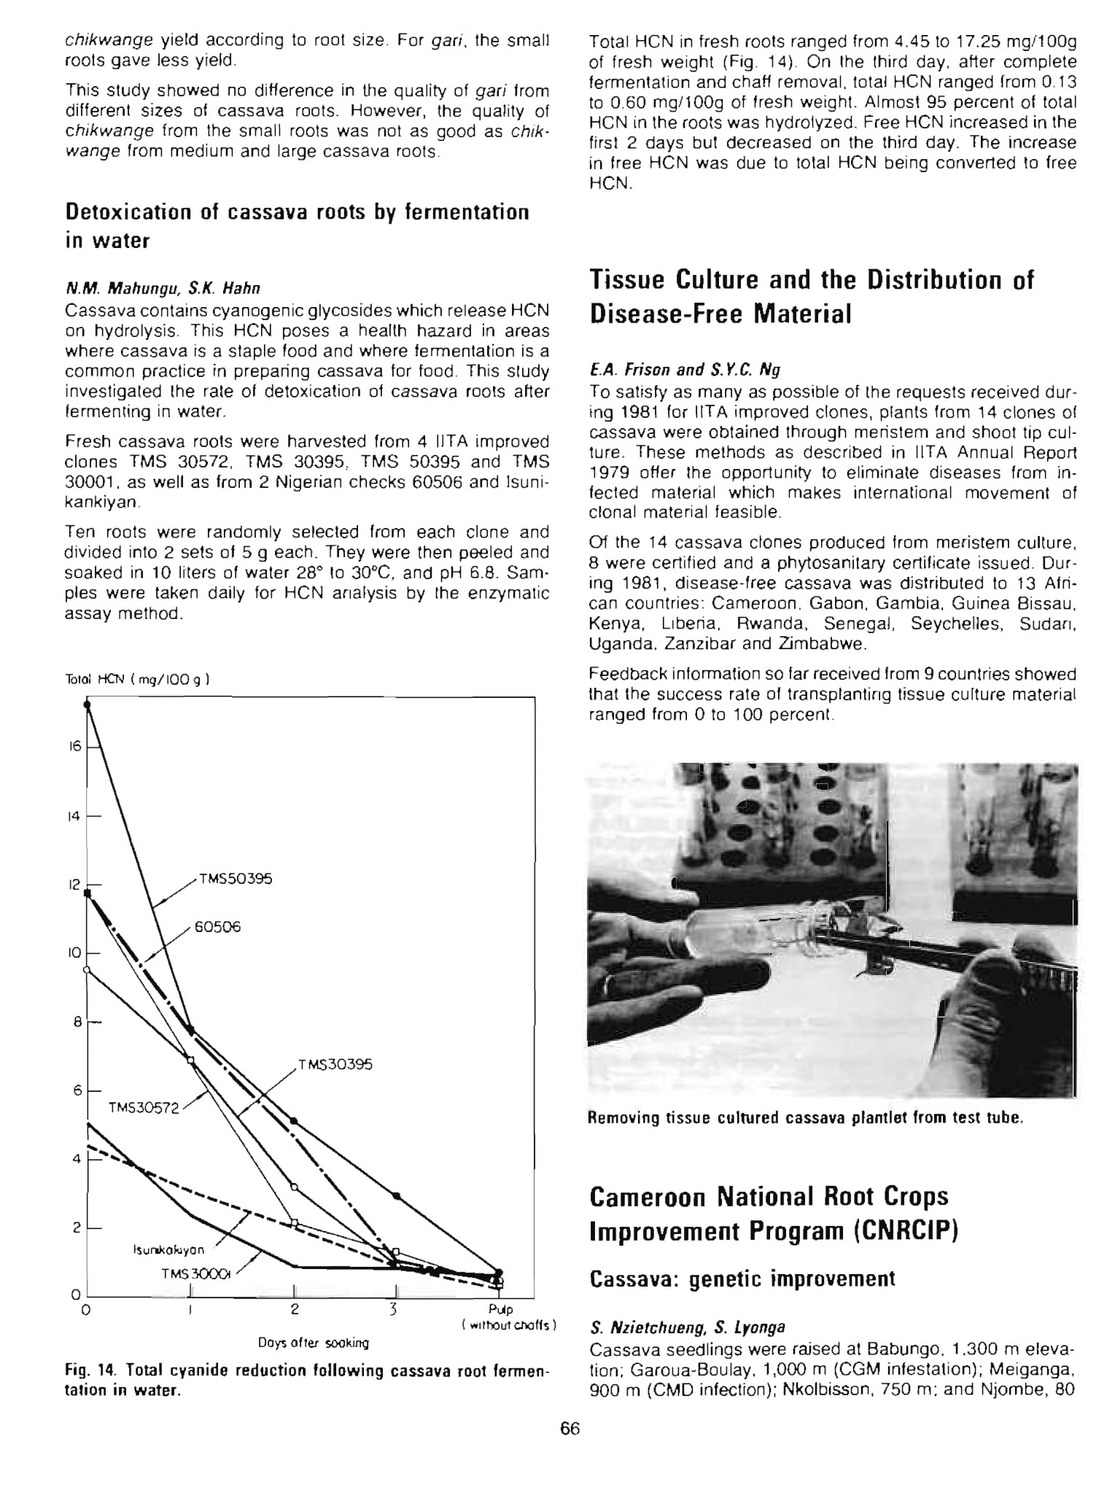 chikwange yield according to root size. For gari, the small
roots gave less yield.
This study showed no difference in the quality of gari from
different sizes of cassava roots. However, the quality of
chikwange from the small roots was not as good as chik-
wange from medium and large cassava roots.
Detoxication of cassava roots by fermentation
in water
N.M. Mahungu, S.K. Hahn
Cassava contains cyanogenic glycosides which release HCN
on hydrolysis. This HCN poses a health hazard in areas
where cassava is a staple food and where fermentation is a
common practice in preparing cassava for food. This study
investigated the rate of detoxication of cassava roots after
fermenting in water.
Fresh cassava roots were harvested from 4 IITA improved
clones TMS 30572, TMS 30395, TMS 50395 and TMS
30001, as well as from 2 Nigerian checks 60506 and Isuni-
kankiyan.
Ten roots were randomly selected from each clone and
divided into 2 sets of 5 g each. They were then peeled and
soaked in 10 liters of water 28° to 30°C, and pH 6.8. Sam-
ples were taken daily for HCN analysis by the enzymatic
assay method.
Total HCN (mg/100 g)
16
14
12
10
8
6
4
2
0
TMS50395
60506
TMS30395
TMS30572
Isunikakiyan
TMS30001
0 1 2 3 Pulp
(without chaffs)
Days after soaking
Fig. 14. Total cyanide reduction following cassava root fermen-
tation in water.
Total HCN in fresh roots ranged from 4.45 to 17.25 mg/100g
of fresh weight (Fig. 14). On the third day, after complete
fermentation and chaff removal, total HCN ranged from 0.13
to 0.60 mg/100g of fresh weight. Almost 95 percent of total
HCN in the roots was hydrolyzed. Free HCN increased in the
first 2 days but decreased on the third day. The increase
in free HCN was due to total HCN being converted to free
HCN.
Tissue Culture and the Distribution of
Disease-Free Material
E.A. Frison and S.Y.C. Ng
To satisfy as many as possible of the requests received dur-
ing 1981 for IITA improved clones, plants from 14 clones of
cassava were obtained through meristem and shoot tip cul-
ture. These methods as described in IITA Annual Report
1979 offer the opportunity to eliminate diseases from in-
fected material which makes international movement of
clonal material feasible.
Of the 14 cassava clones produced from meristem culture,
8 were certified and a phytosanitary certificate issued. Dur-
ing 1981, disease-free cassava was distributed to 13 Afri-
can countries: Cameroon, Gabon, Gambia, Guinea Bissau,
Kenya, Liberia, Rwanda, Senegal, Seychelles, Sudan,
Uganda, Zanzibar and Zimbabwe.
Feedback information so far received from 9 countries showed
that the success rate of transplanting tissue culture material
ranged from 0 to 100 percent.
Removing tissue cultured cassava plantlet from test tube.
Cameroon National Root Crops
Improvement Program (CNRCIP)
Cassava: genetic improvement
S. Nzietchueng, S. Lyonga
Cassava seedlings were raised at Babungo, 1,300 m eleva-
tion; Garoua-Boulay, 1,000 m (CGM infestation); Meiganga,
900 m (CMD infection); Nkolbisson, 750 m; and Njombe, 80
66